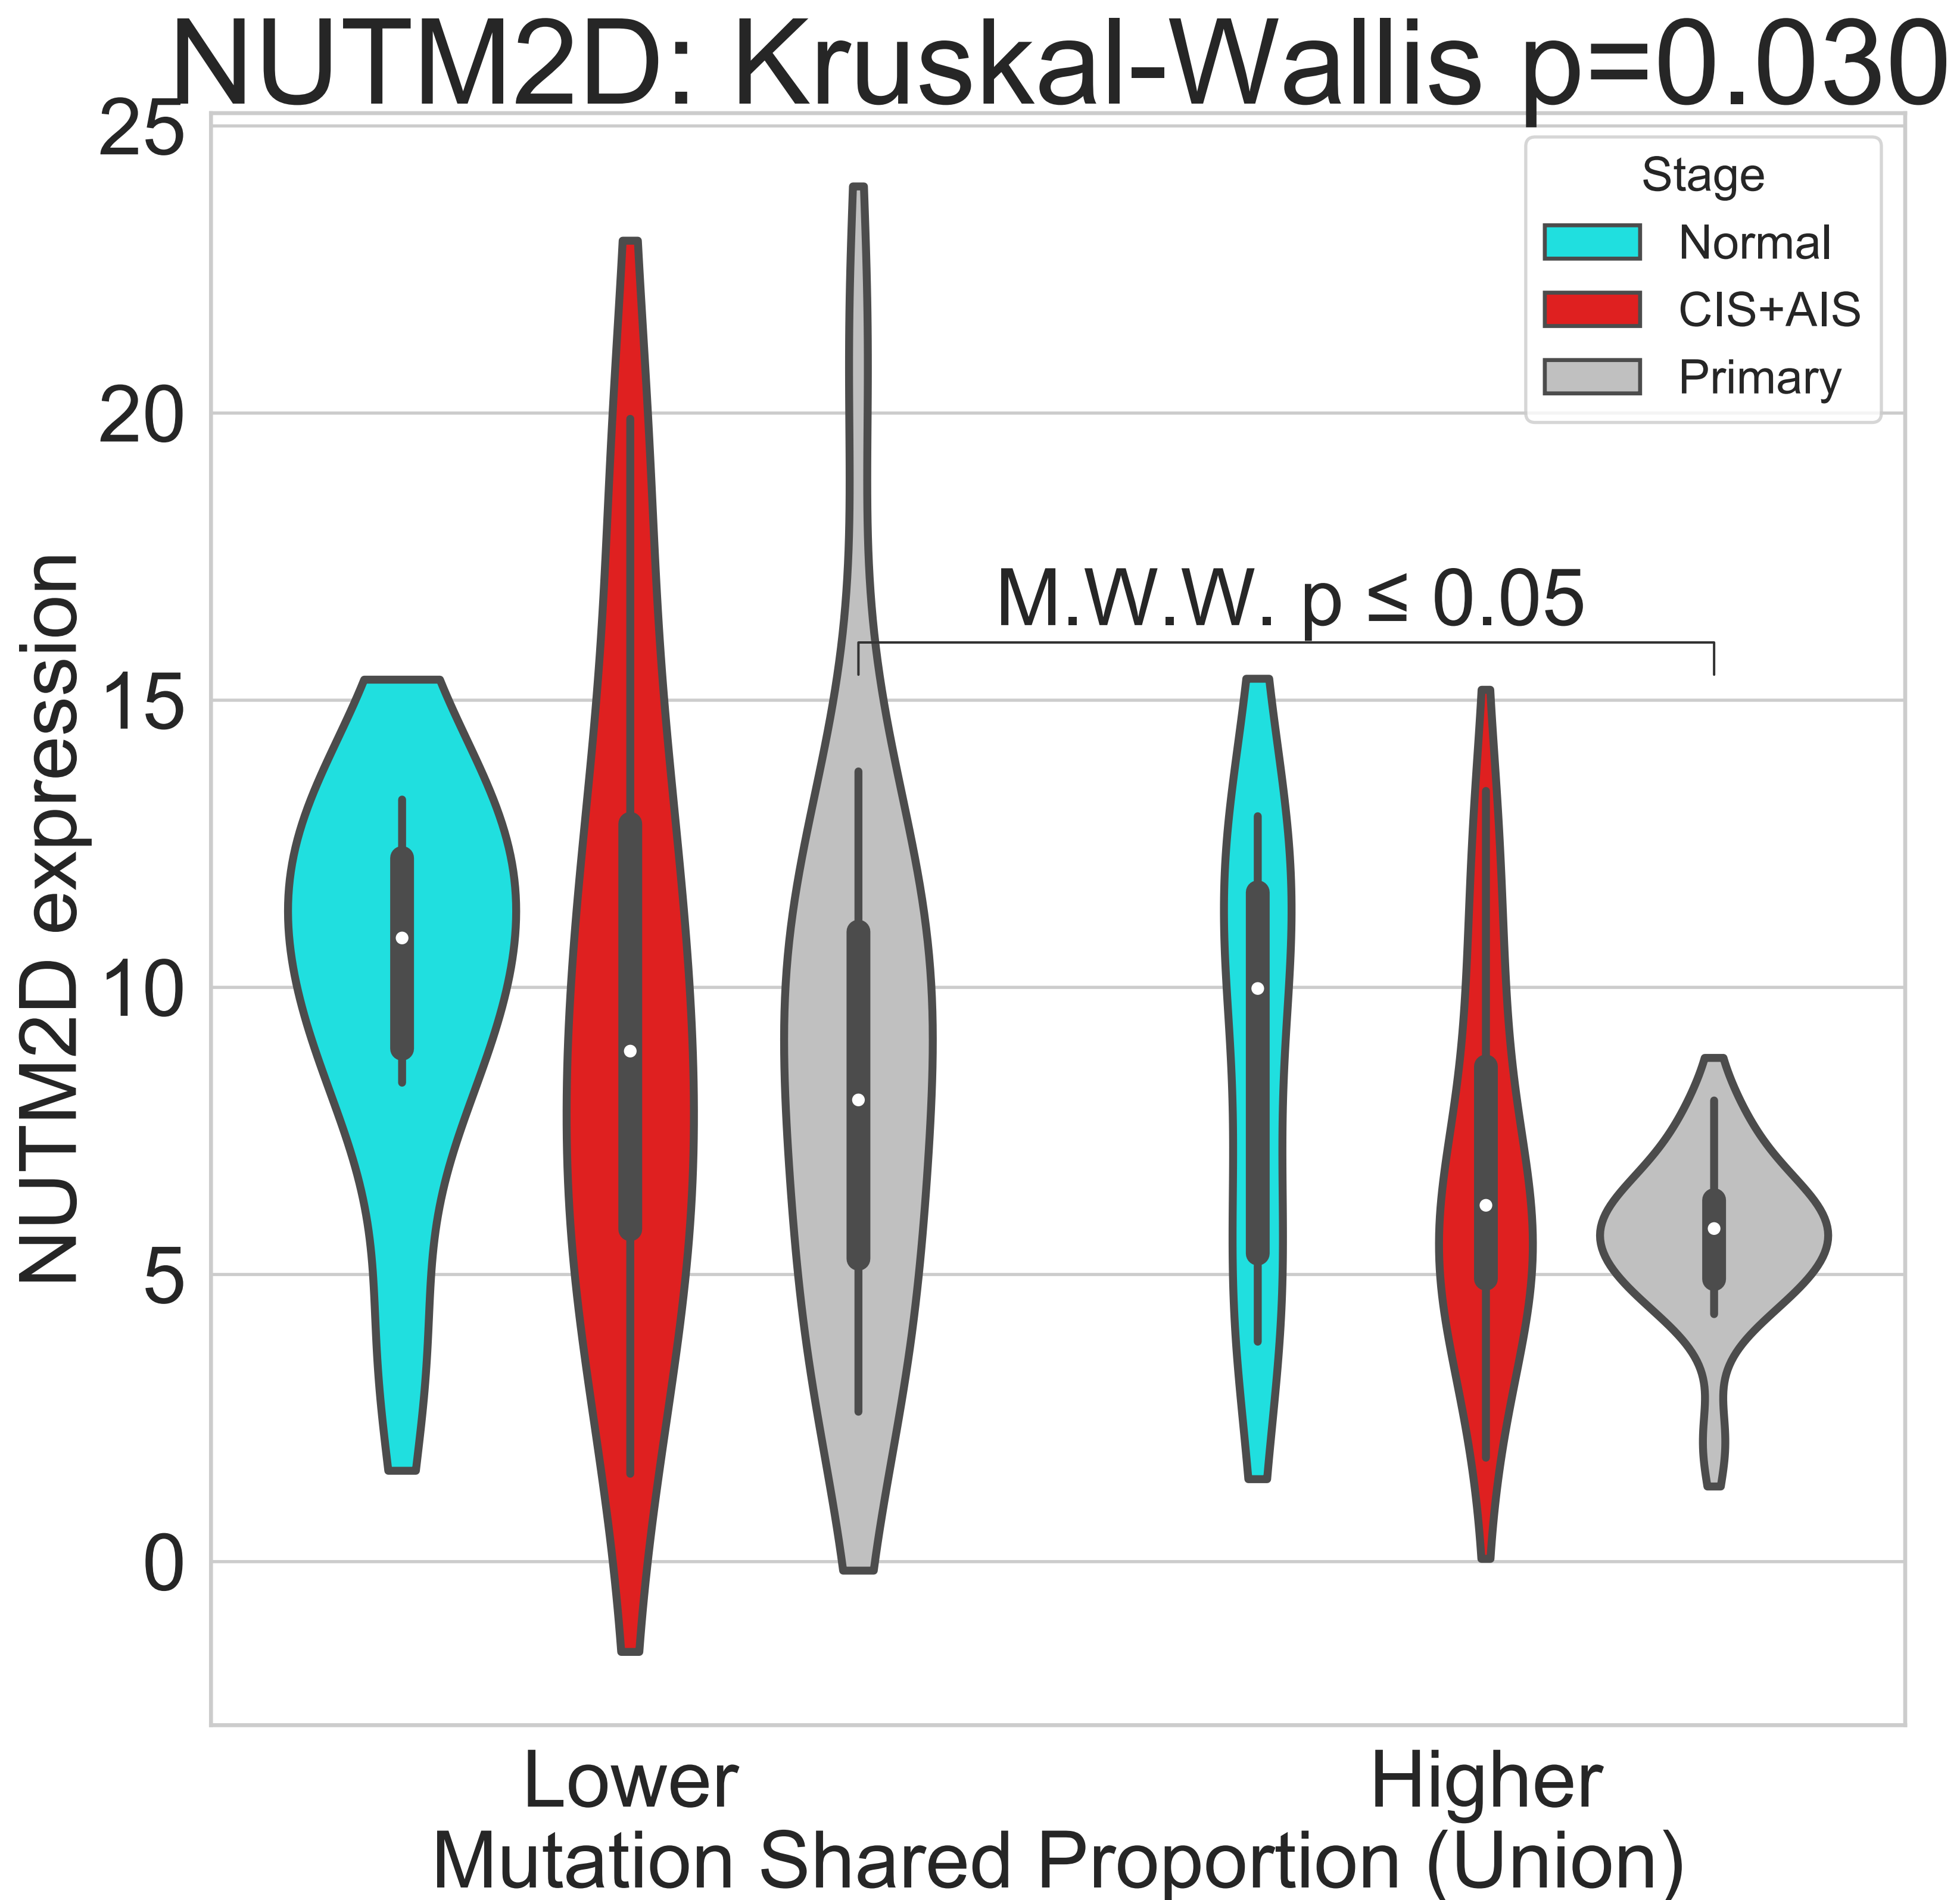 NUTM2D: Kruskal-Wallis p=0.030
NUTM2D expression
25
20
15
10
5
0
Stage
Normal
CIS+AIS
Primary
M.W.W. p ≤ 0.05
Lower
Higher
Mutation Shared Proportion (Union)